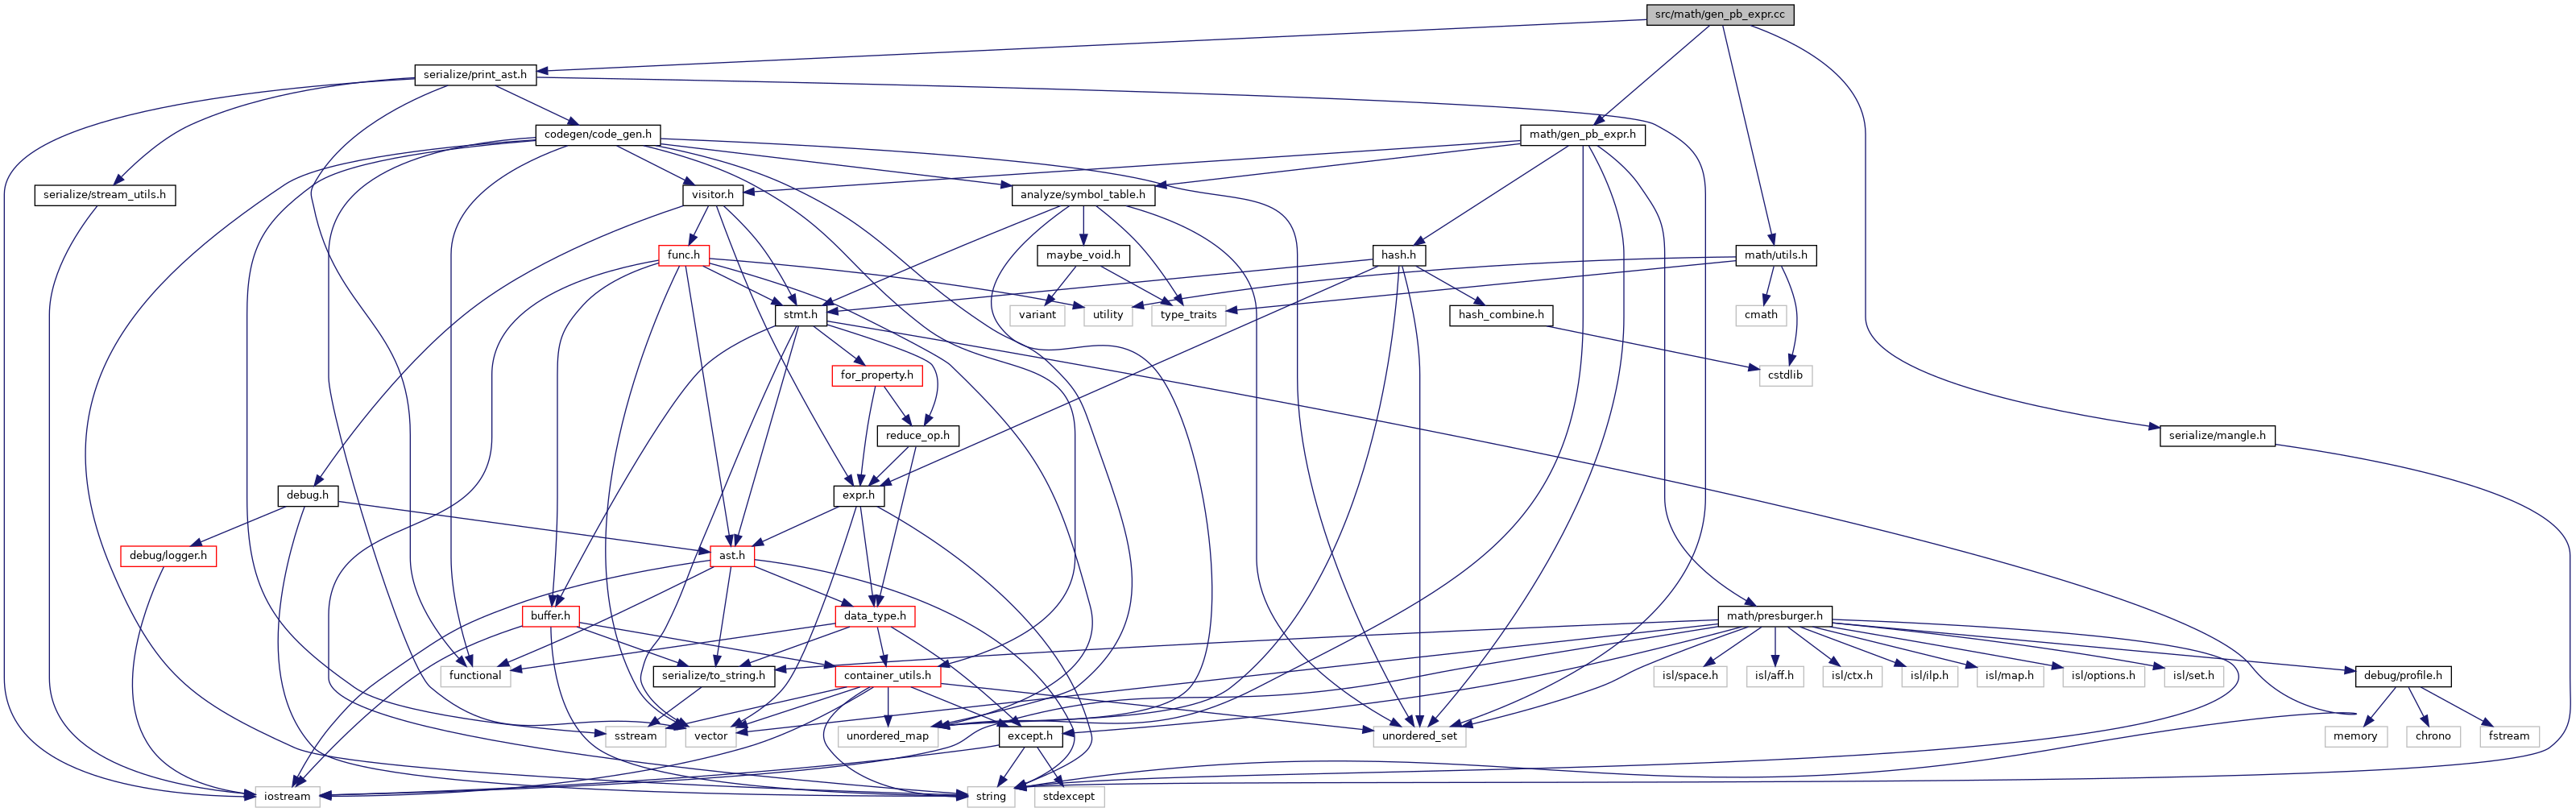 src/math/gen_pb_expr.cc
serialize/print_ast.h
codegen/code_gen.h
math/gen_pb_expr.h
serialize/stream_utils.h
visitor.h
analyze/symbol_table.h
func.h
maybe_void.h
hash.h
math/utils.h
stmt.h
variant
utility
type_traits
hash_combine.h
cmath
for_property.h
cstdlib
reduce_op.h
serialize/mangle.h
debug.h
expr.h
debug/logger.h
ast.h
buffer.h
data_type.h
math/presburger.h
functional
serialize/to_string.h
container_utils.h
isl/space.h
isl/aff.h
isl/ctx.h
isl/ilp.h
isl/map.h
isl/options.h
isl/set.h
debug/profile.h
sstream
vector
unordered_map
except.h
unordered_set
memory
chrono
fstream
iostream
string
stdexcept